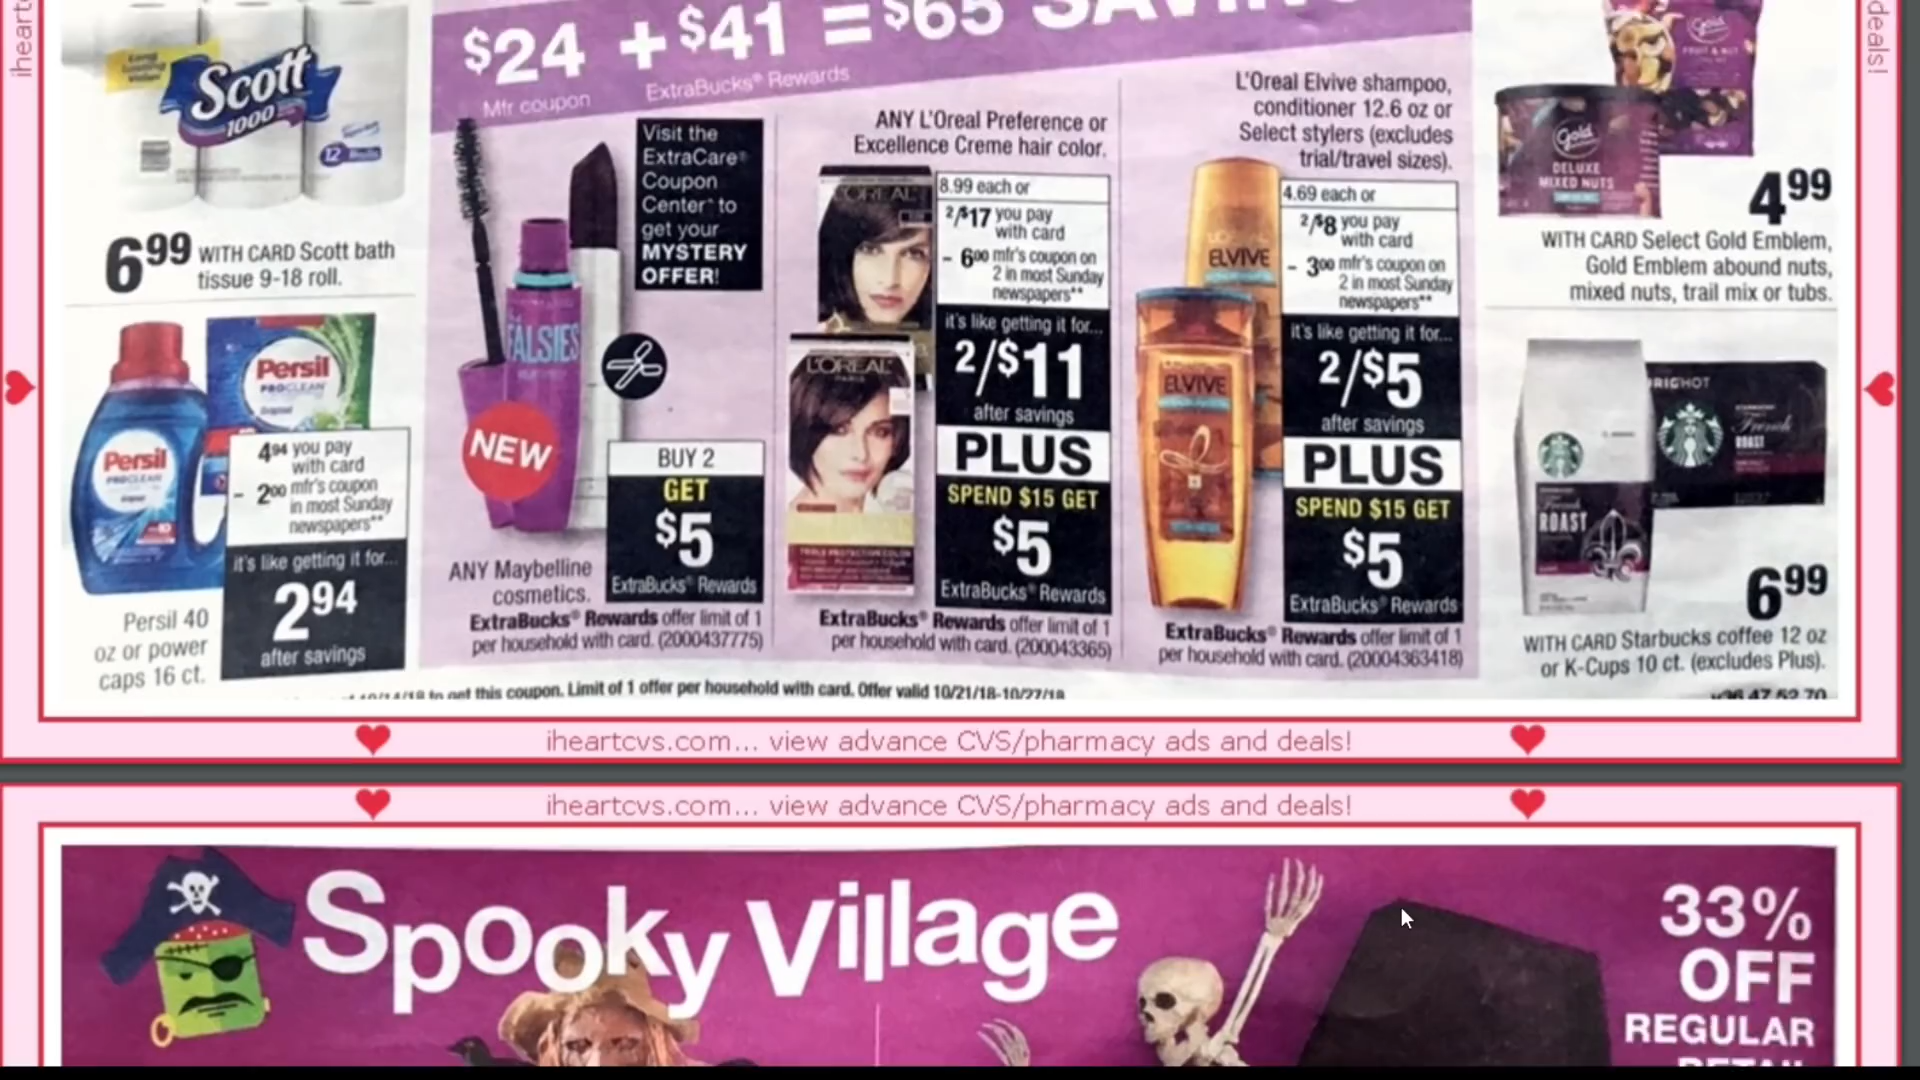 $24 + $41 = $65
Mfr coupon
ExtraBucks® Rewards
Scott
1000
12
6 99 WITH CARD Scott bath
tissue 9-18 roll.
Persil
PROCLEAN
Original
Persil
PROCLEAN
4 94 you pay
with card
- 2 00 mfr's coupon
in most Sunday
newspapers**
it's like getting it for...
2 94
after savings
Persil 40
oz or power
caps 16 ct.
Visit the
ExtraCare®
Coupon
Center™ to
get your
MYSTERY
OFFER!
FALSIES
NEW
BUY 2
GET
$5
ExtraBucks® Rewards
ANY Maybelline
cosmetics.
ExtraBucks® Rewards offer limit of 1
per household with card. (2000437775)
ANY L'Oreal Preference or
Excellence Creme hair color.
L'OREAL
L'OREAL
PARIS
8.99 each or
2/$17 you pay
with card
- 6 00 mfr's coupon on
2 in most Sunday
newspapers**
it's like getting it for...
2/$11
after savings
PLUS
SPEND $15 GET
$5
ExtraBucks® Rewards
ExtraBucks® Rewards offer limit of 1
per household with card. (200043365)
L'Oreal Elvive shampoo,
conditioner 12.6 oz or
Select stylers (excludes
trial/travel sizes).
ELVIVE
ELVIVE
4.69 each or
2/$8 you pay
with card
- 3 00 mfr's coupon on
2 in most Sunday
newspapers**
it's like getting it for...
2/$5
after savings
PLUS
SPEND $15 GET
$5
ExtraBucks® Rewards
ExtraBucks® Rewards offer limit of 1
per household with card. (20004363418)
Gold
FRUIT & NUT
Gold
DELUXE
MIXED NUTS
4 99
WITH CARD Select Gold Emblem,
Gold Emblem abound nuts,
mixed nuts, trail mix or tubs.
French
ROAST
ROAST
6 99
WITH CARD Starbucks coffee 12 oz
or K-Cups 10 ct. (excludes Plus).
to get this coupon. Limit of 1 offer per household with card. Offer valid 10/21/18-10/27/18
iheartcvs.com... view advance CVS/pharmacy ads and deals!
iheartcvs.com... view advance CVS/pharmacy ads and deals!
deals!
Spooky Village
33%
OFF
REGULAR